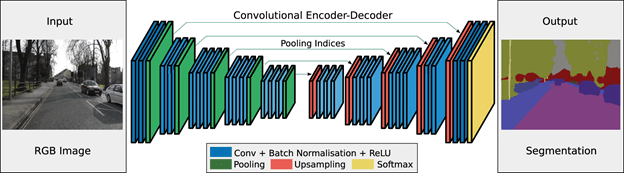 Input
Convolutional Encoder-Decoder
Output
Pooling Indices
RGB Image
Conv + Batch Normalisation + ReLU
Pooling
Upsampling
Softmax
Segmentation